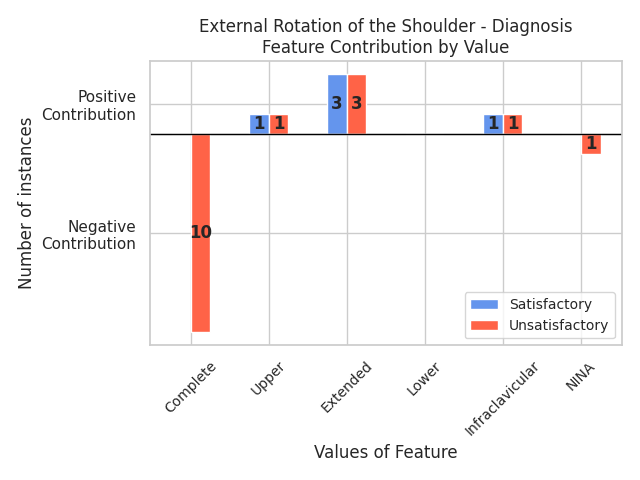 External Rotation of the Shoulder - Diagnosis
Feature Contribution by Value
Positive
Contribution
Negative
Contribution
Number of instances
10
1 1
3 3
1 1
1
Satisfactory
Unsatisfactory
Complete
Upper
Extended
Lower
Infraclavicular
NINA
Values of Feature